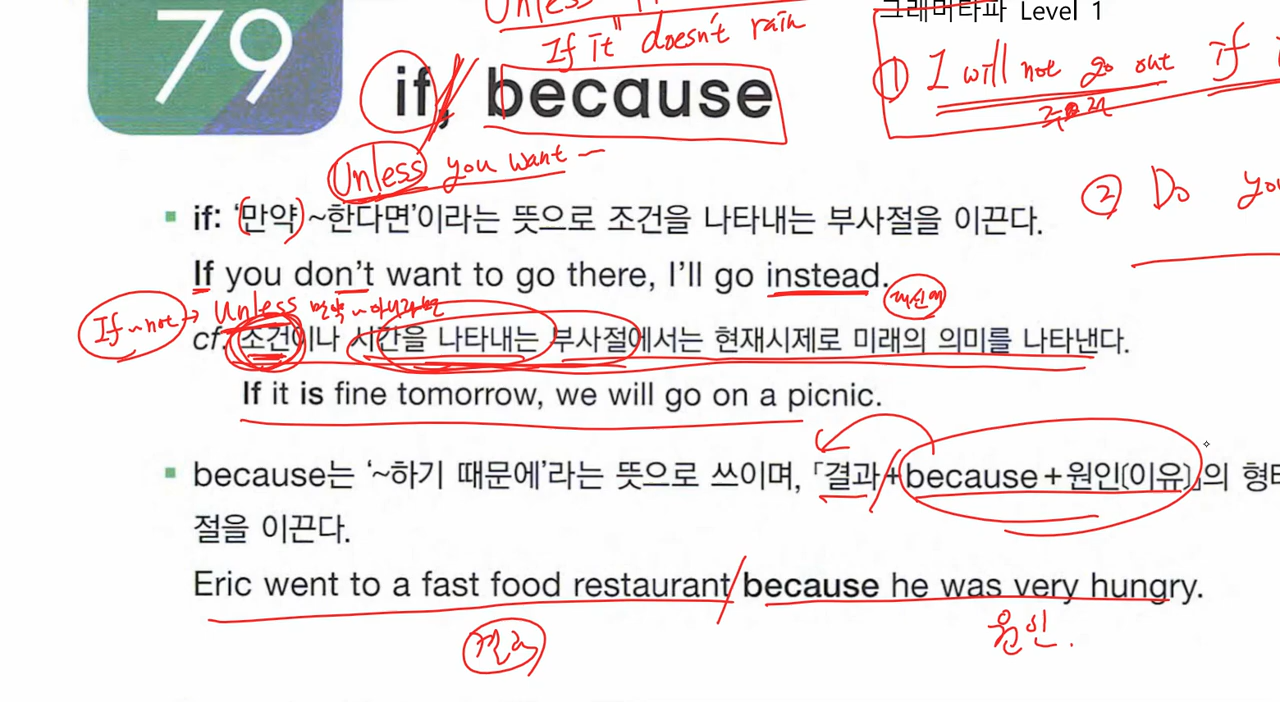 79
Unless
그래머타파 Level 1
If it doesn't rain
① I will not go out if
if, because
Unless you want ~
② Do you
if: '만약 ~한다면'이라는 뜻으로 조건을 나타내는 부사절을 이끈다.
If you don't want to go there, I'll go instead.
대신에
If ~ not → Unless 만약 ~ 아니라면
cf. 조건이나 시간을 나타내는 부사절에서는 현재시제로 미래의 의미를 나타낸다.
If it is fine tomorrow, we will go on a picnic.
because는 '~하기 때문에'라는 뜻으로 쓰이며, 「결과+because+원인(이유)」의 형태
절을 이끈다.
Eric went to a fast food restaurant/because he was very hungry.
결과
원인.